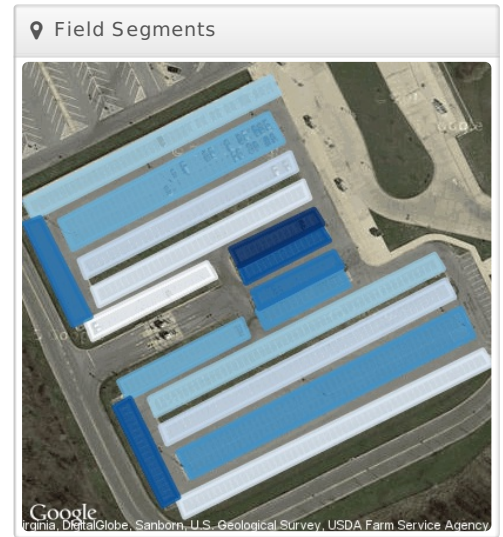 Field Segments
Google
irginia, DigitalGlobe, Sanborn, U.S. Geological Survey, USDA Farm Service Agency